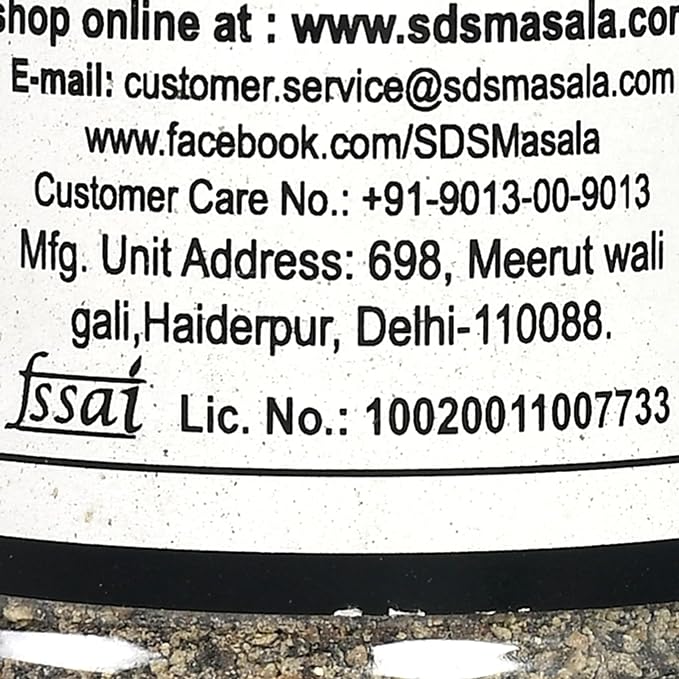 shop online at : www.sdsmasala.com
E-mail: customer.service@sdsmasala.com
www.facebook.com/SDSMasala
Customer Care No.: +91-9013-00-9013
Mfg. Unit Address: 698, Meerut wali
gali,Haiderpur, Delhi-110088.
fssai Lic. No.: 10020011007733